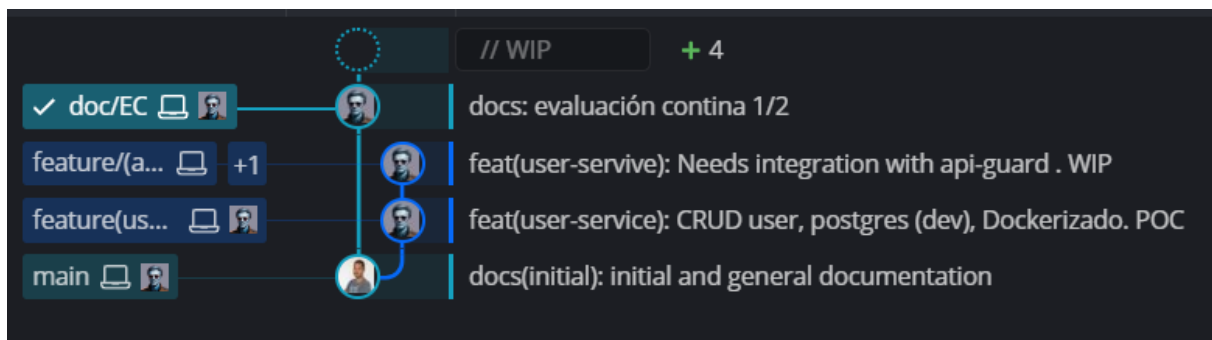 // WIP + 4
✓ doc/EC docs: evaluación contina 1/2
feature/(a... +1 feat(user-servive): Needs integration with api-guard . WIP
feature(us... feat(user-service): CRUD user, postgres (dev), Dockerizado. POC
main docs(initial): initial and general documentation